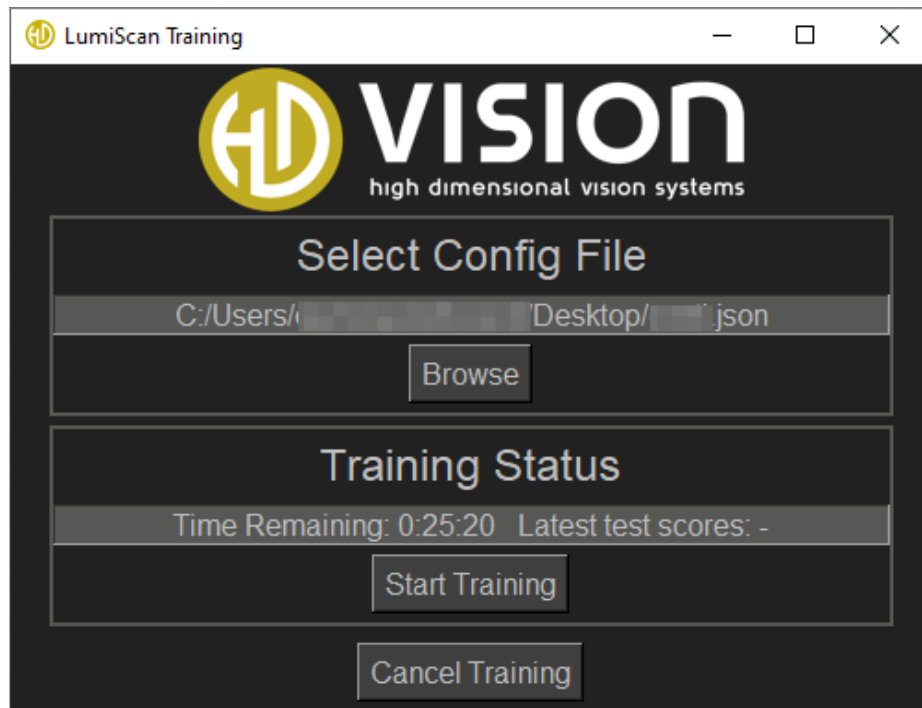 LumiScan Training
HD VISION
high dimensional vision systems
Select Config File
C:/Users/ /Desktop/ .json
Browse
Training Status
Time Remaining: 0:25:20 Latest test scores: -
Start Training
Cancel Training